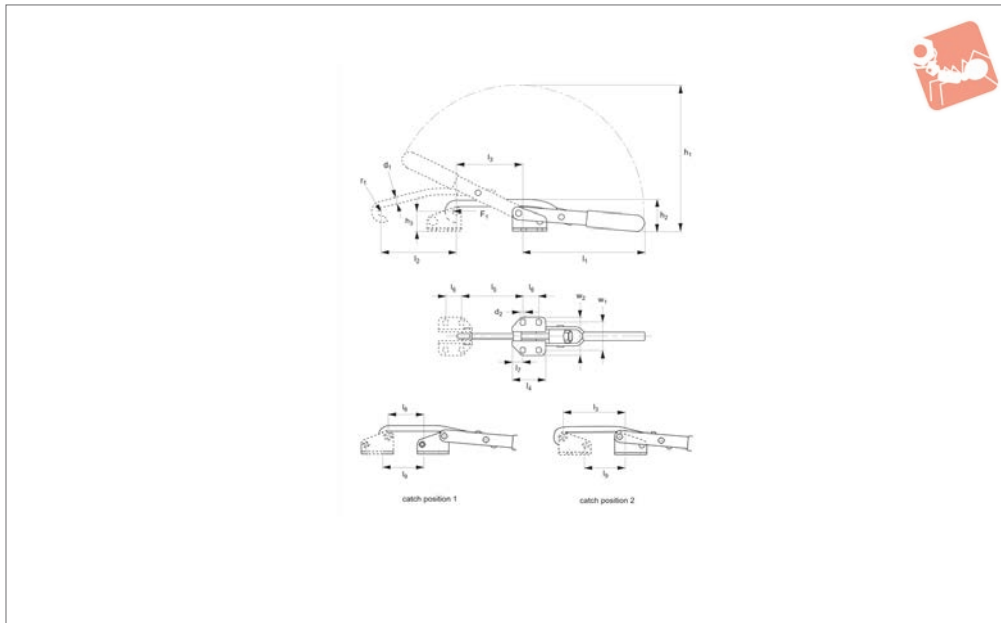 h₁
l₃
d₁
r₁
h₃
F₁
h₂
l₂
l₁
l₆ l₅ l₆ w₂ w₁
d₂
l₇
l₄
l₈ l₃
l₉ l₉
catch position 1 catch position 2